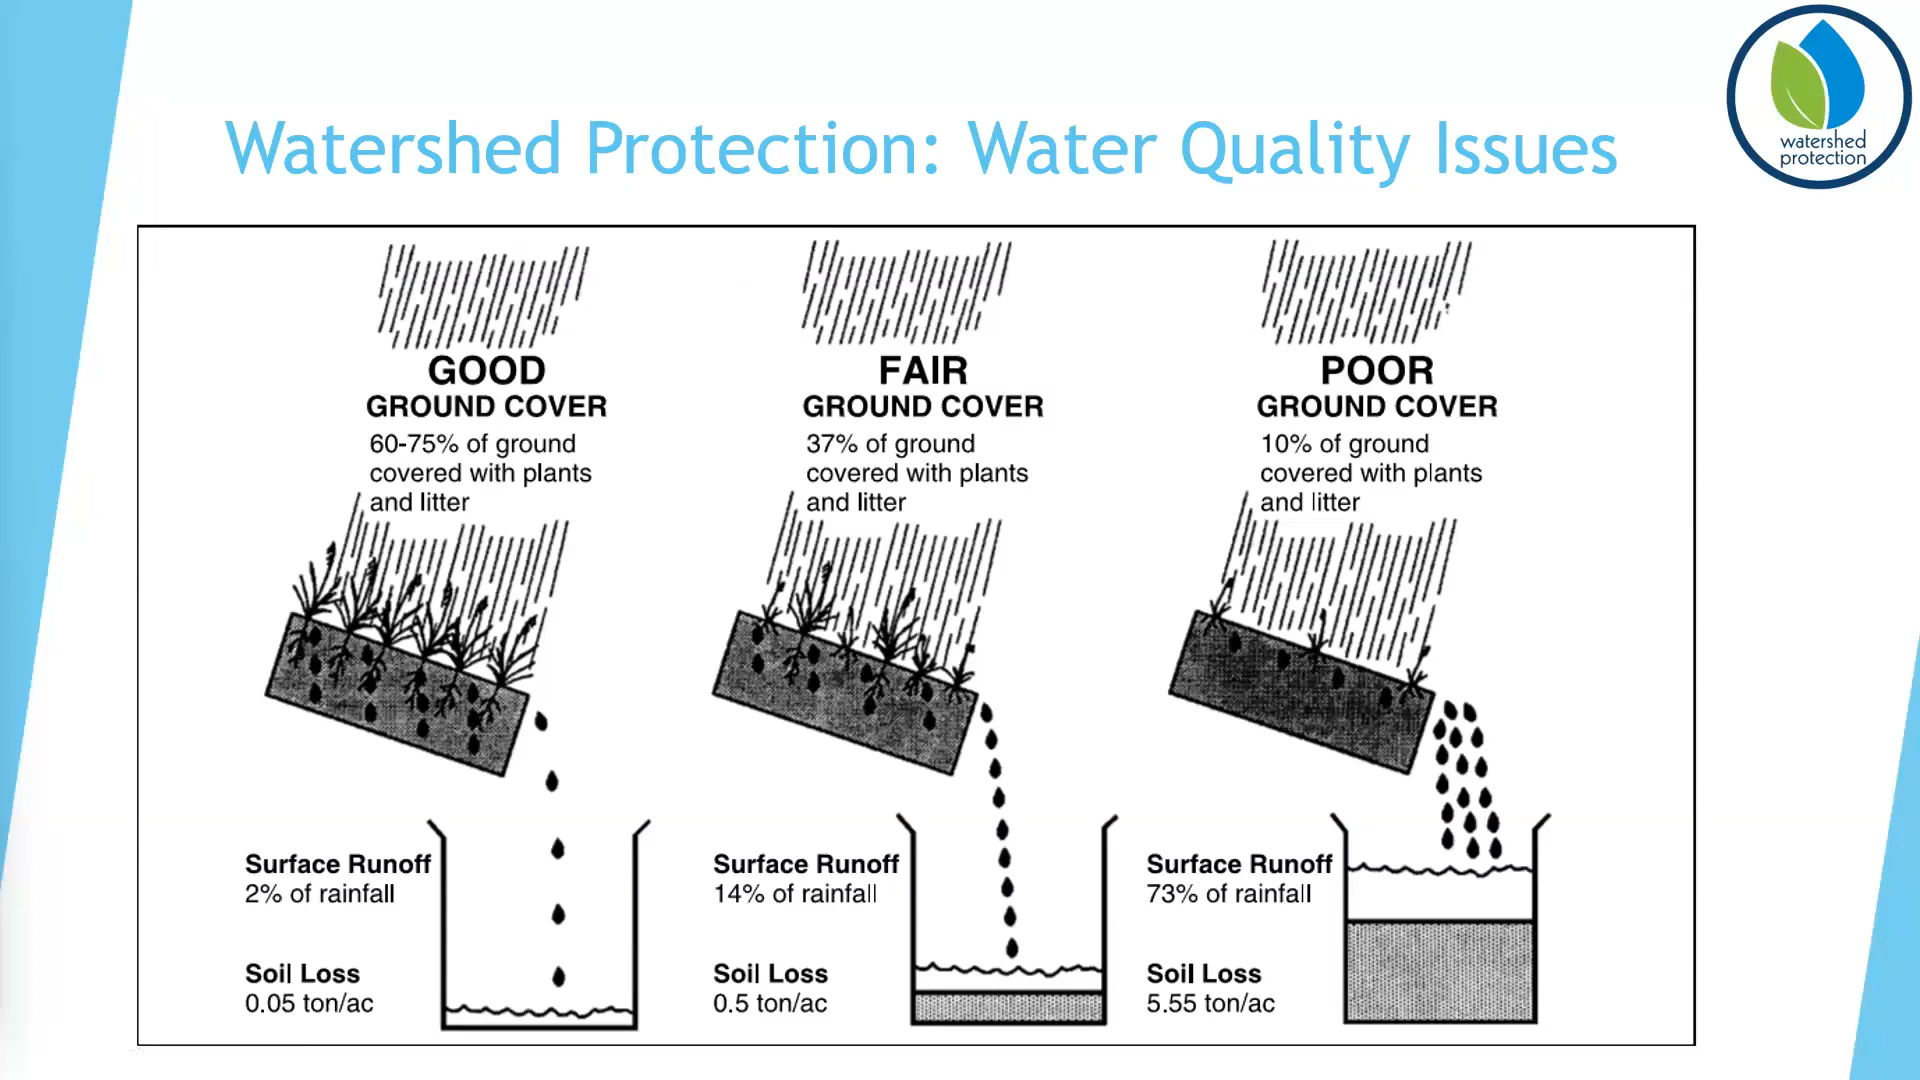 watershed
protection
Watershed Protection: Water Quality Issues
GOOD
GROUND COVER
60-75% of ground
covered with plants
and litter
Surface Runoff
2% of rainfall
Soil Loss
0.05 ton/ac
FAIR
GROUND COVER
37% of ground
covered with plants
and litter
Surface Runoff
14% of rainfall
Soil Loss
0.5 ton/ac
POOR
GROUND COVER
10% of ground
covered with plants
and litter
Surface Runoff
73% of rainfall
Soil Loss
5.55 ton/ac